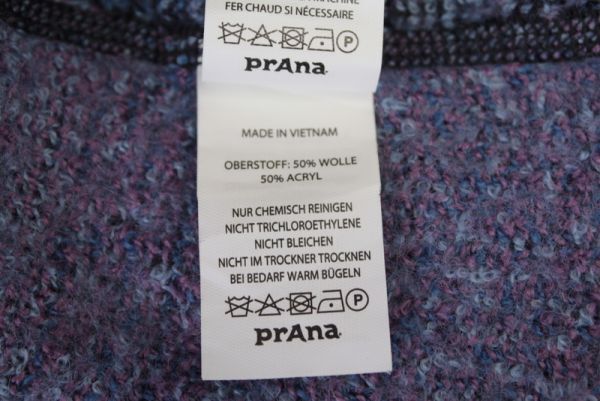 FER CHAUD SI NÉCESSAIRE
P
prAna
MADE IN VIETNAM
OBERSTOFF: 50% WOLLE
50% ACRYL
NUR CHEMISCH REINIGEN
NICHT TRICHLOROETHYLENE
NICHT BLEICHEN
NICHT IM TROCKNER TROCKNEN
BEI BEDARF WARM BÜGELN
P
prAna